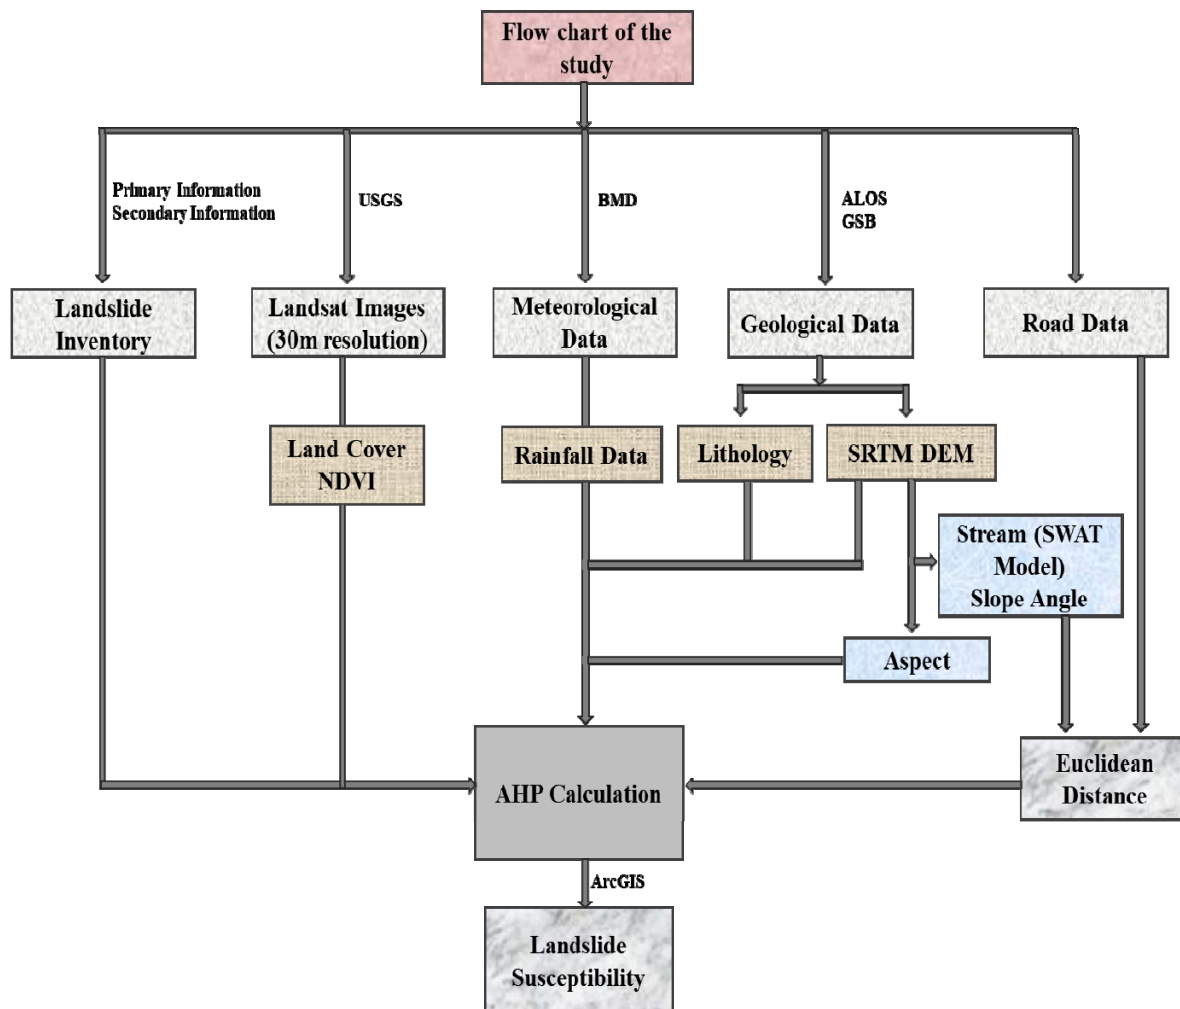 Flow chart of the
study
Primary Information
Secondary Information
USGS
BMD
ALOS
GSB
Landslide
Inventory
Landsat Images
(30m resolution)
Meteorological
Data
Geological Data
Road Data
Land Cover
NDVI
Rainfall Data
Lithology
SRTM DEM
Stream (SWAT
Model)
Slope Angle
Aspect
Euclidean
Distance
AHP Calculation
ArcGIS
Landslide
Susceptibility